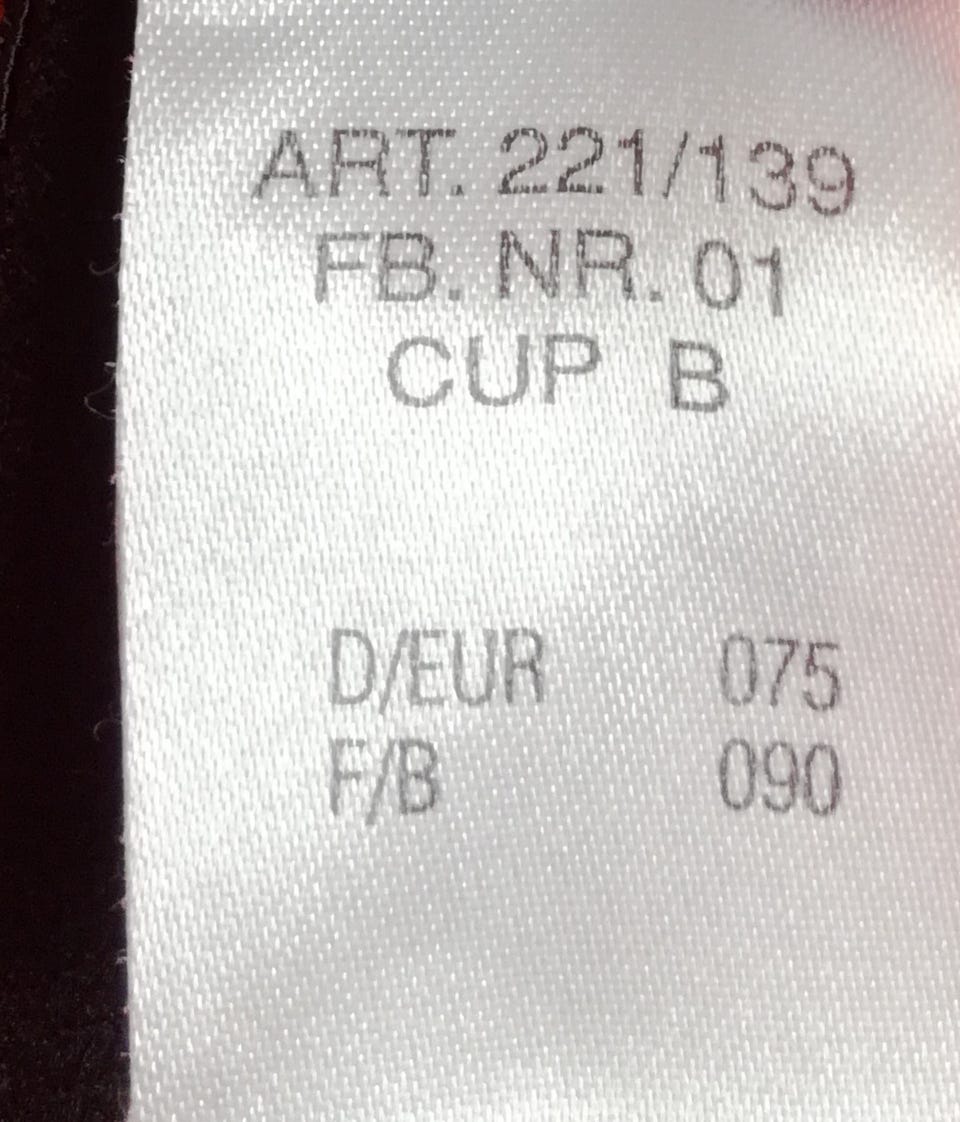 ART. 221/139
FB. NR. 01
CUP B
D/EUR 075
F/B 090